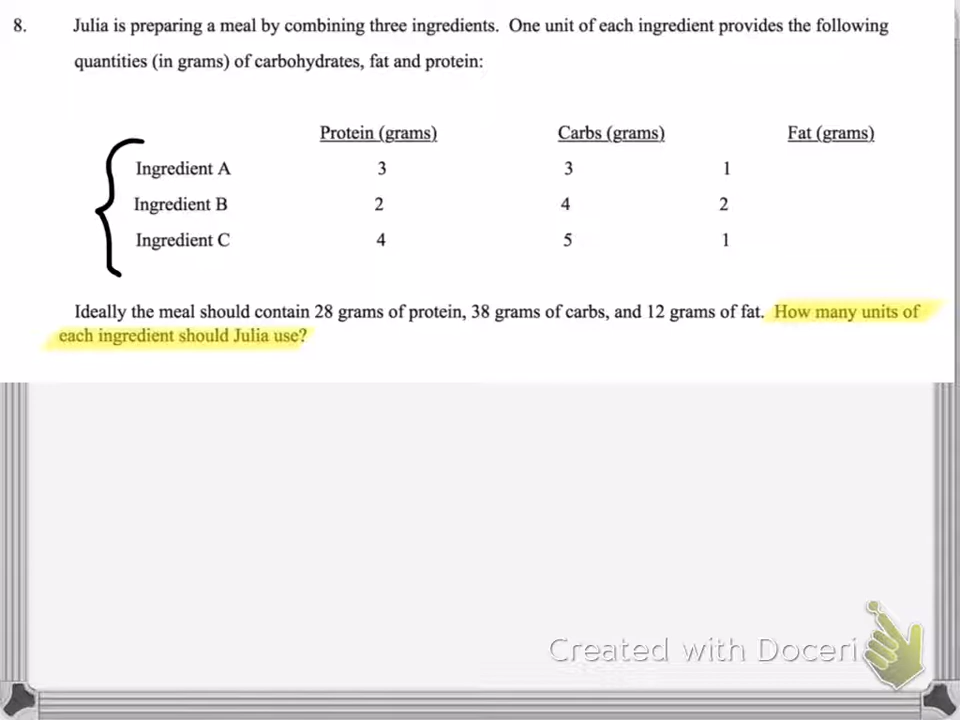 8. Julia is preparing a meal by combining three ingredients. One unit of each ingredient provides the following
quantities (in grams) of carbohydrates, fat and protein:
Protein (grams) Carbs (grams) Fat (grams)
Ingredient A 3 3 1
Ingredient B 2 4 2
Ingredient C 4 5 1
Ideally the meal should contain 28 grams of protein, 38 grams of carbs, and 12 grams of fat. How many units of
each ingredient should Julia use?
Created with Doceri